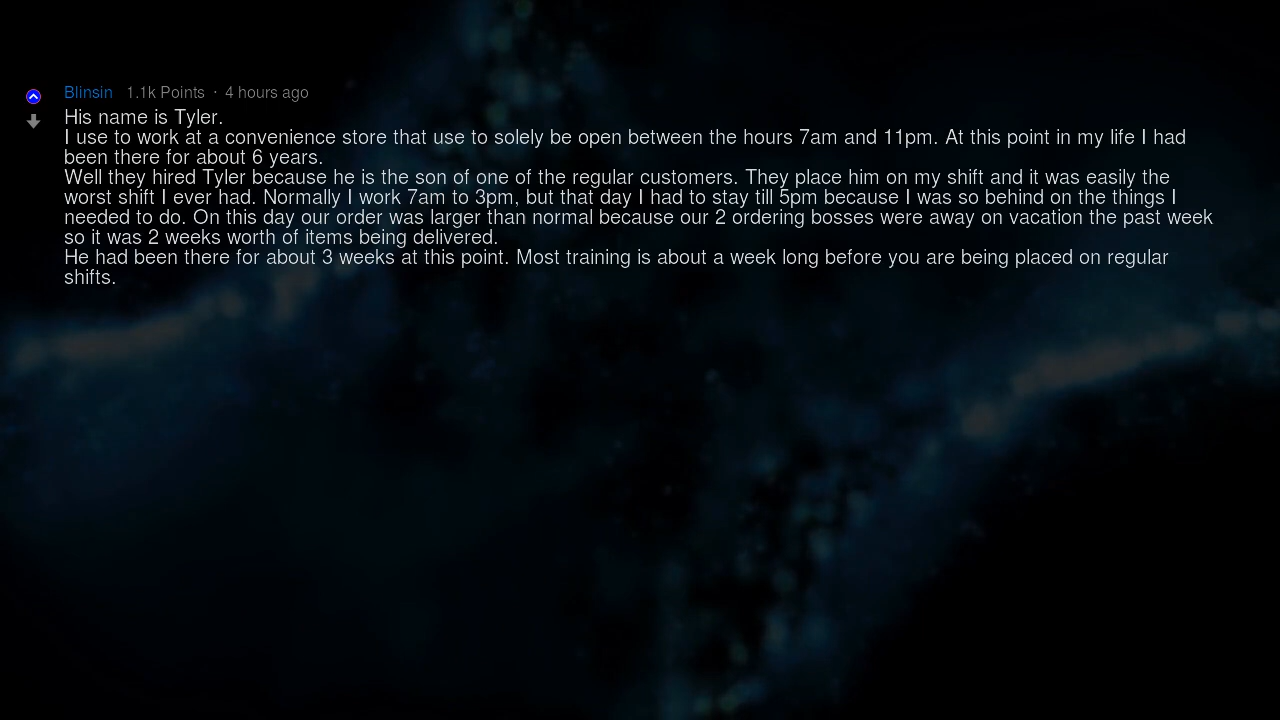 Blinsin 1.1k Points · 4 hours ago
His name is Tyler.
I use to work at a convenience store that use to solely be open between the hours 7am and 11pm. At this point in my life I had
been there for about 6 years.
Well they hired Tyler because he is the son of one of the regular customers. They place him on my shift and it was easily the
worst shift I ever had. Normally I work 7am to 3pm, but that day I had to stay till 5pm because I was so behind on the things I
needed to do. On this day our order was larger than normal because our 2 ordering bosses were away on vacation the past week
so it was 2 weeks worth of items being delivered.
He had been there for about 3 weeks at this point. Most training is about a week long before you are being placed on regular
shifts.